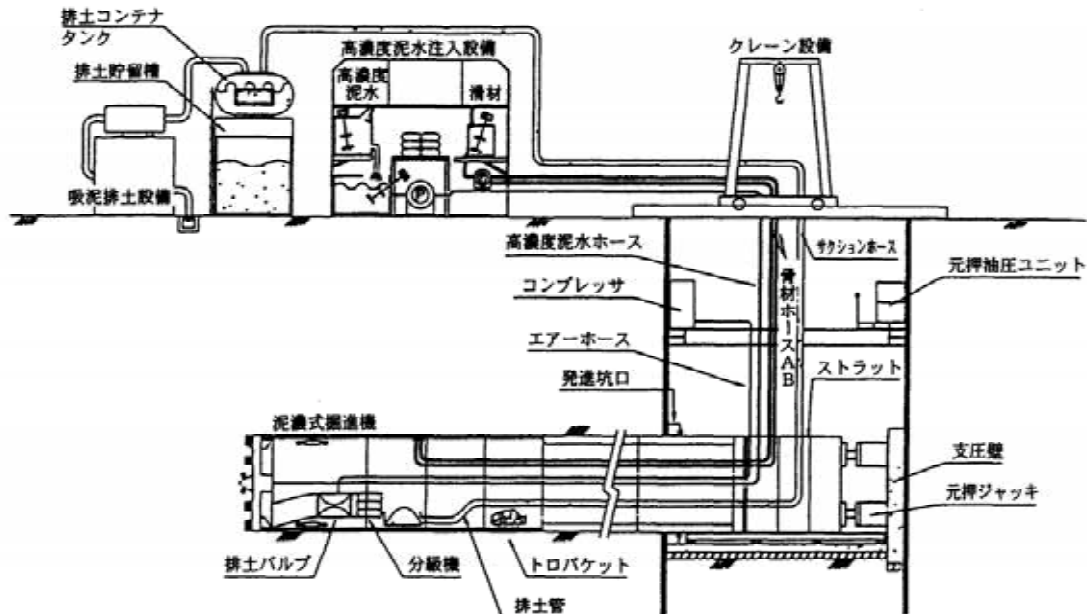 排土コンテナ
タンク
排土貯留槽
吸泥排土設備
高濃度泥水注入設備
高濃度
泥水
滑材
P
クレーン設備
高濃度泥水ホース
サクションホース
コンプレッサ
元押油圧ユニット
滑材ホースAB
エアーホース
ストラット
発進坑口
泥濃式掘進機
支圧壁
元押ジャッキ
排土バルブ
分級機
トロバケット
排土管